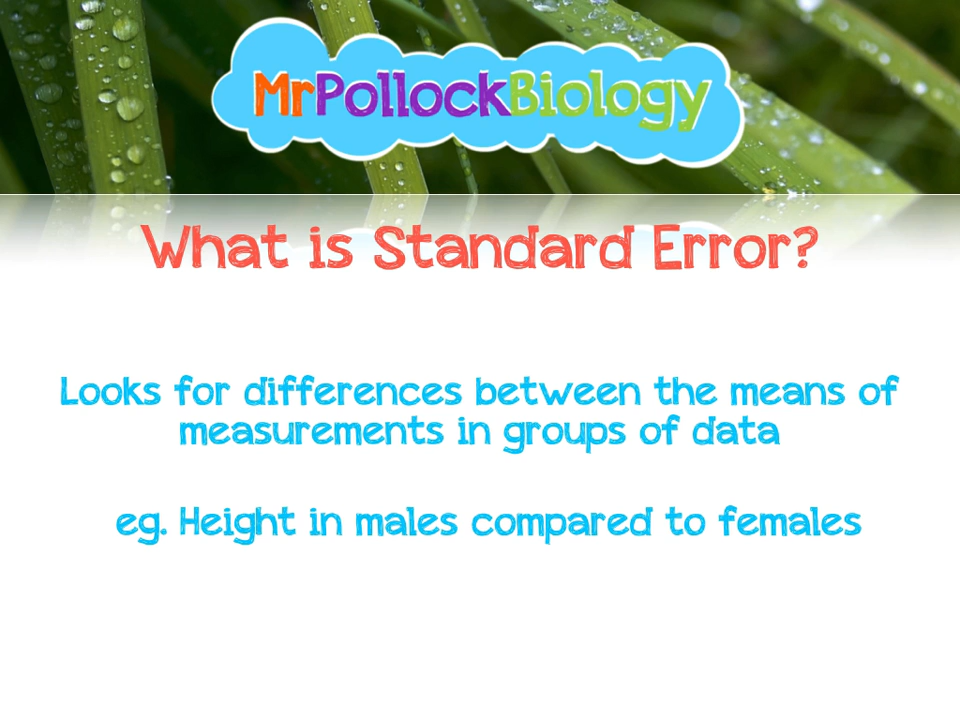 MrPollockBiology
What is Standard Error?
Looks for differences between the means of
measurements in groups of data
eg. Height in males compared to females